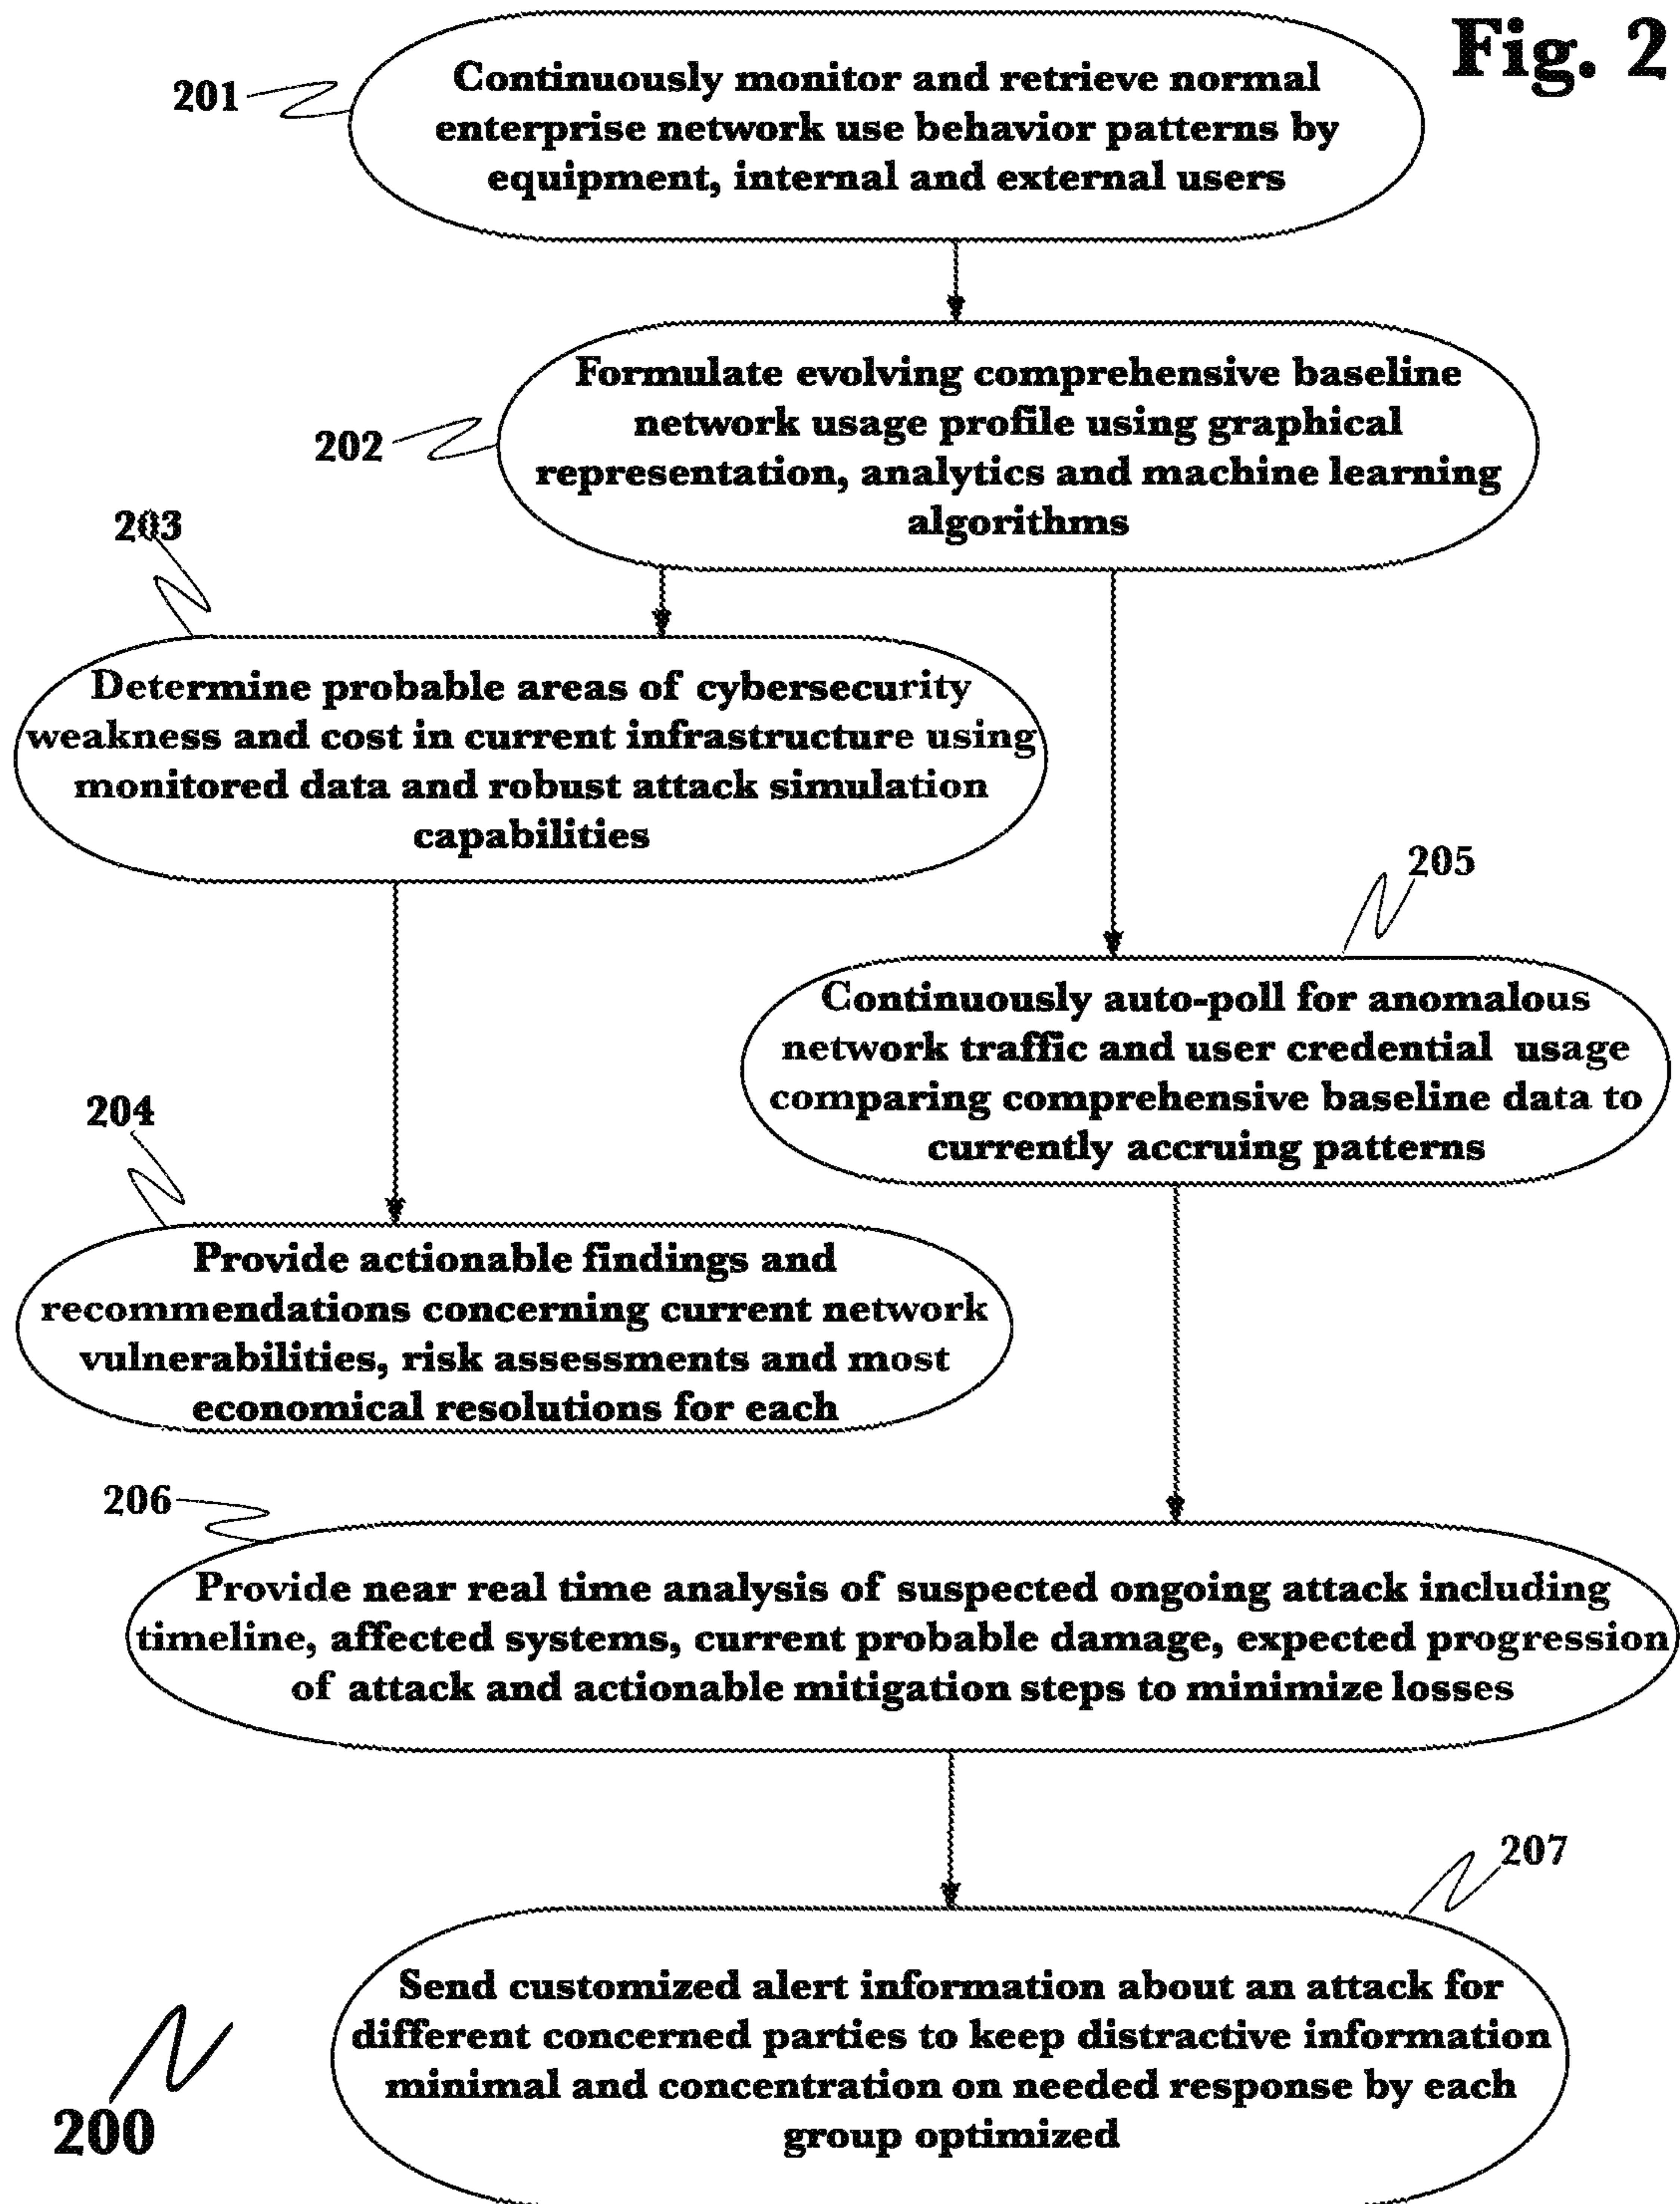 Fig. 2
201
Continuously monitor and retrieve normal
enterprise network use behavior patterns by
equipment, internal and external users
202
Formulate evolving comprehensive baseline
network usage profile using graphical
representation, analytics and machine learning
algorithms
203
Determine probable areas of cybersecurity
weakness and cost in current infrastructure using
monitored data and robust attack simulation
capabilities
205
Continuously auto-poll for anomalous
network traffic and user credential usage
comparing comprehensive baseline data to
currently accruing patterns
204
Provide actionable findings and
recommendations concerning current network
vulnerabilities, risk assessments and most
economical resolutions for each
206
Provide near real time analysis of suspected ongoing attack including
timeline, affected systems, current probable damage, expected progression
of attack and actionable mitigation steps to minimize losses
207
Send customized alert information about an attack for
different concerned parties to keep distractive information
minimal and concentration on needed response by each
group optimized
200